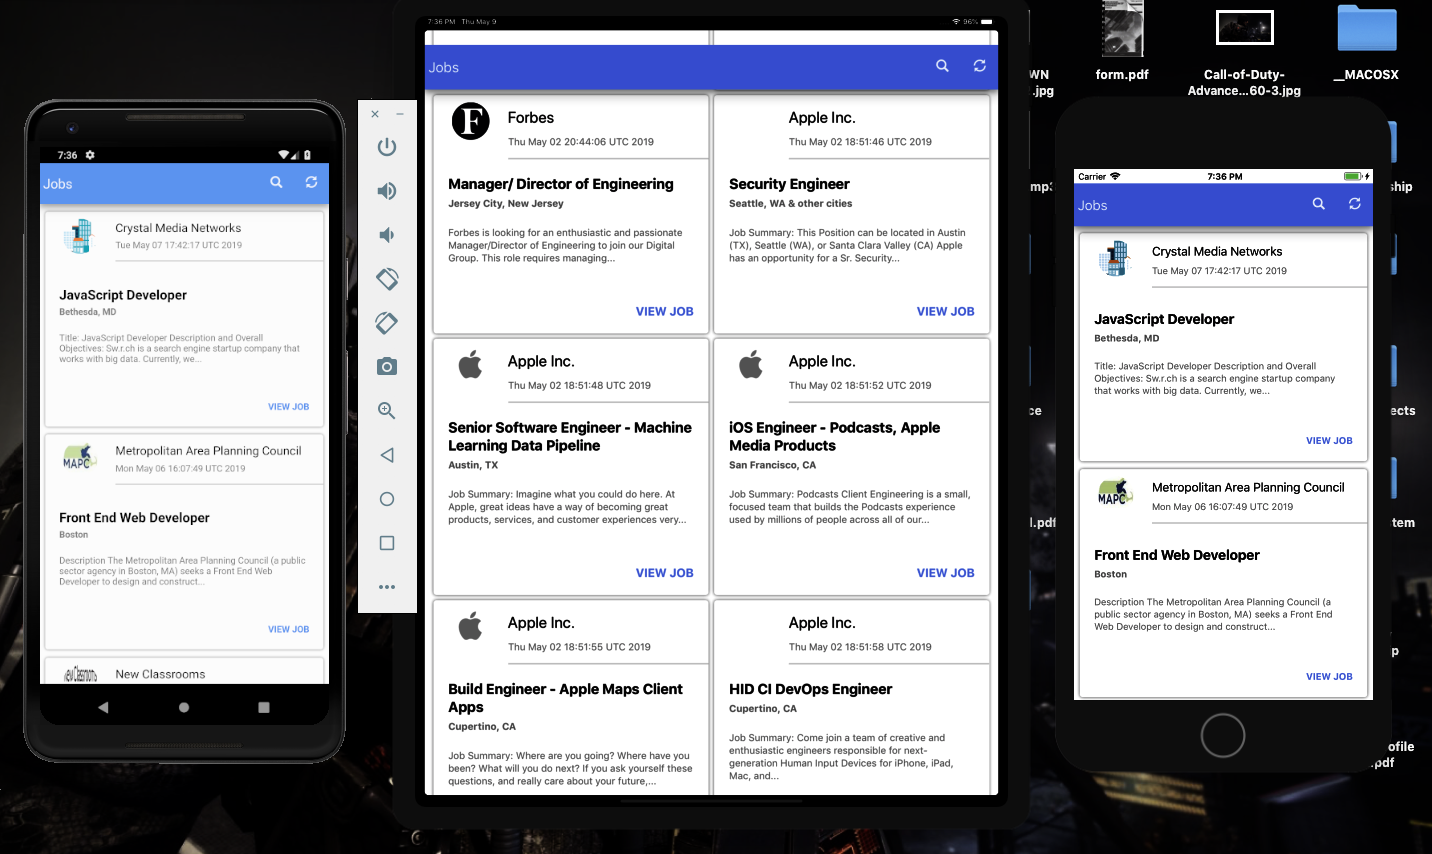 7:36
Jobs
Crystal Media Networks
Tue May 07 17:42:17 UTC 2019
JavaScript Developer
Bethesda, MD
Title: JavaScript Developer Description and Overall
Objectives: Sw.r.ch is a search engine startup company that
works with big data. Currently, we...
VIEW JOB
MAPC
Metropolitan Area Planning Council
Mon May 06 16:07:49 UTC 2019
Front End Web Developer
Boston
Description The Metropolitan Area Planning Council (a public
sector agency in Boston, MA) seeks a Front End Web
Developer to design and construct...
VIEW JOB
New Classrooms
7:36 PM Thu May 9
96%
Jobs
F
Forbes
Thu May 02 20:44:06 UTC 2019
Manager/ Director of Engineering
Jersey City, New Jersey
Forbes is looking for an enthusiastic and passionate
Manager/Director of Engineering to join our Digital
Group. This role requires managing...
VIEW JOB
Apple Inc.
Thu May 02 18:51:46 UTC 2019
Security Engineer
Seattle, WA & other cities
Job Summary: This Position can be located in Austin
(TX), Seattle (WA), or Santa Clara Valley (CA) Apple
has an opportunity for a Sr. Security...
VIEW JOB
Apple Inc.
Thu May 02 18:51:48 UTC 2019
Senior Software Engineer - Machine
Learning Data Pipeline
Austin, TX
Job Summary: Imagine what you could do here. At
Apple, great ideas have a way of becoming great
products, services, and customer experiences very...
VIEW JOB
Apple Inc.
Thu May 02 18:51:52 UTC 2019
iOS Engineer - Podcasts, Apple
Media Products
San Francisco, CA
Job Summary: Podcasts Client Engineering is a small,
focused team that builds the Podcasts experience
used by millions of people across all of our...
VIEW JOB
Apple Inc.
Thu May 02 18:51:55 UTC 2019
Build Engineer - Apple Maps Client
Apps
Cupertino, CA
Job Summary: Where are you going? Where have you
been? What will you do next? If you ask yourself these
questions, and really care about your future,...
Apple Inc.
Thu May 02 18:51:58 UTC 2019
HID CI DevOps Engineer
Cupertino, CA
Job Summary: Come join a team of creative and
enthusiastic engineers responsible for next-
generation Human Input Devices for iPhone, iPad,
Mac, and...
WN
.jpg
form.pdf
Call-of-Duty-
Advance...60-3.jpg
__MACOSX
mp3
ship
ce
ects
l.pdf
tem
p
ofile
pdf
Carrier
7:36 PM
Jobs
Crystal Media Networks
Tue May 07 17:42:17 UTC 2019
JavaScript Developer
Bethesda, MD
Title: JavaScript Developer Description and Overall
Objectives: Sw.r.ch is a search engine startup company
that works with big data. Currently, we...
VIEW JOB
MAPC
Metropolitan Area Planning Council
Mon May 06 16:07:49 UTC 2019
Front End Web Developer
Boston
Description The Metropolitan Area Planning Council (a
public sector agency in Boston, MA) seeks a Front End
Web Developer to design and construct...
VIEW JOB